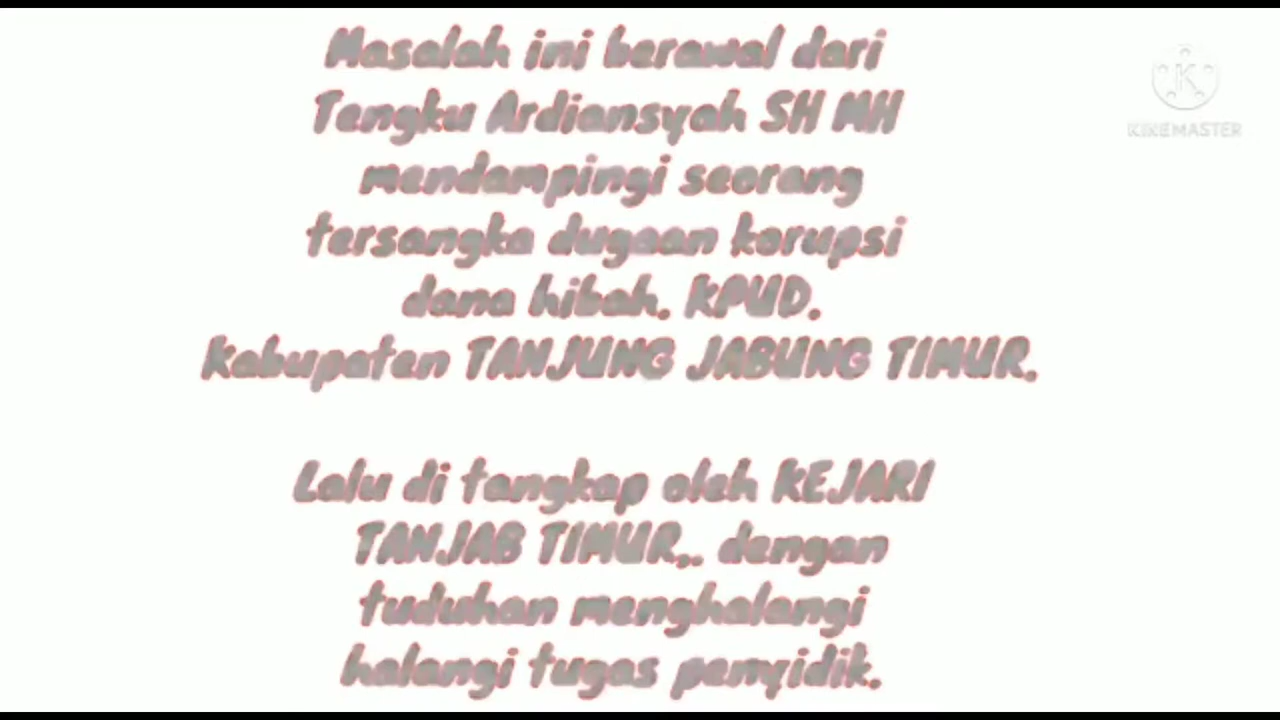 Masalah ini berawal dari
Tengku Ardiansyah SH MH
mendampingi seorang
tersangka dugaan korupsi
dana hibah. KPUD.
Kabupaten TANJUNG JABUNG TIMUR.
Lalu di tangkap oleh KEJARI
TANJAB TIMUR,. dengan
tuduhan menghalangi
halangi tugas penyidik.
K
KINEMASTER